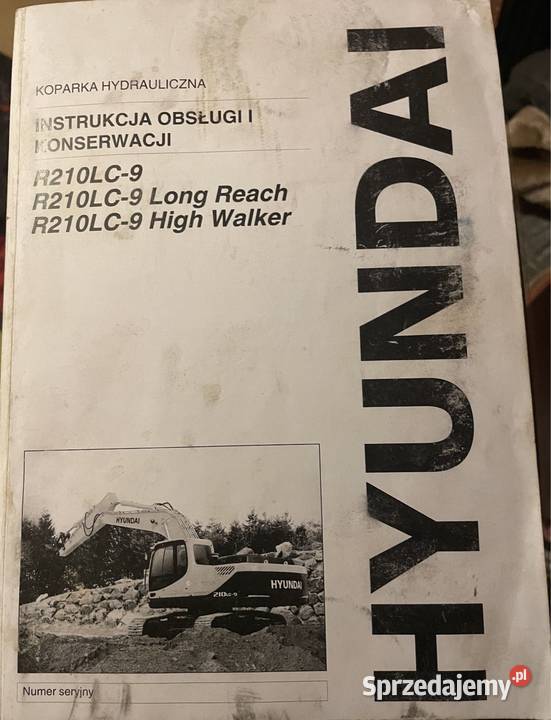 KOPARKA HYDRAULICZNA
INSTRUKCJA OBSŁUGI I
KONSERWACJI
R210LC-9
R210LC-9 Long Reach
R210LC-9 High Walker
HYUNDAI
HYUNDAI
HYUNDAI
210LC-9
Numer seryjny
Sprzedajemy.pl